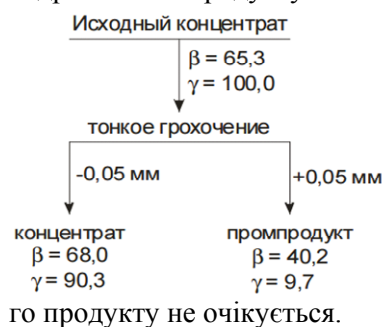 Исходный концентрат
β = 65,3
γ = 100,0
тонкое грохочение
-0,05 мм
+0,05 мм
концентрат
β = 68,0
γ = 90,3
промпродукт
β = 40,2
γ = 9,7
го продукту не очікується.